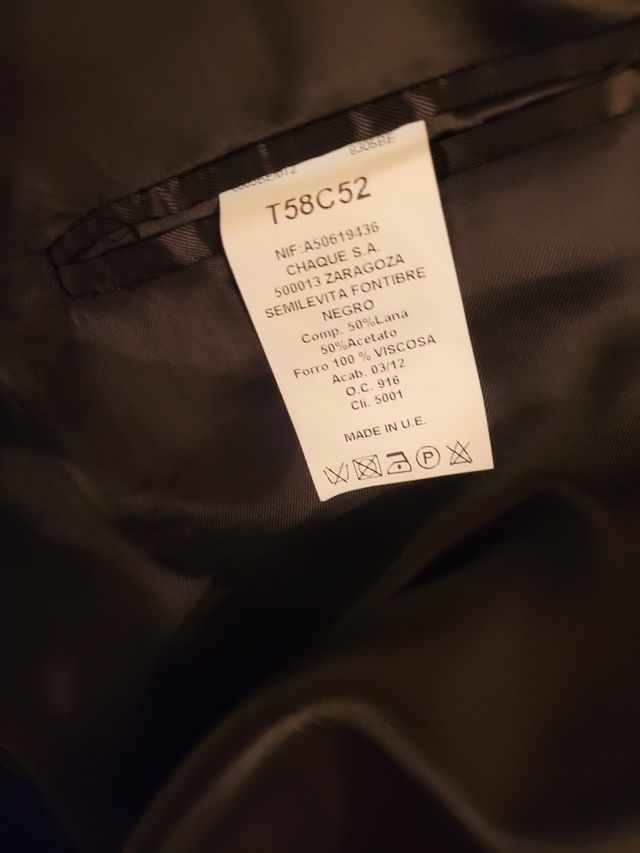 8306BE
T58C52
NIF:A50619436
CHAQUE S.A.
500013 ZARAGOZA
SEMILEVITA FONTIBRE
NEGRO
Comp. 50%Lana
50%Acetato
Forro 100 % VISCOSA
Acab. 03/12
O.C. 916
Cli. 5001
MADE IN U.E.
P